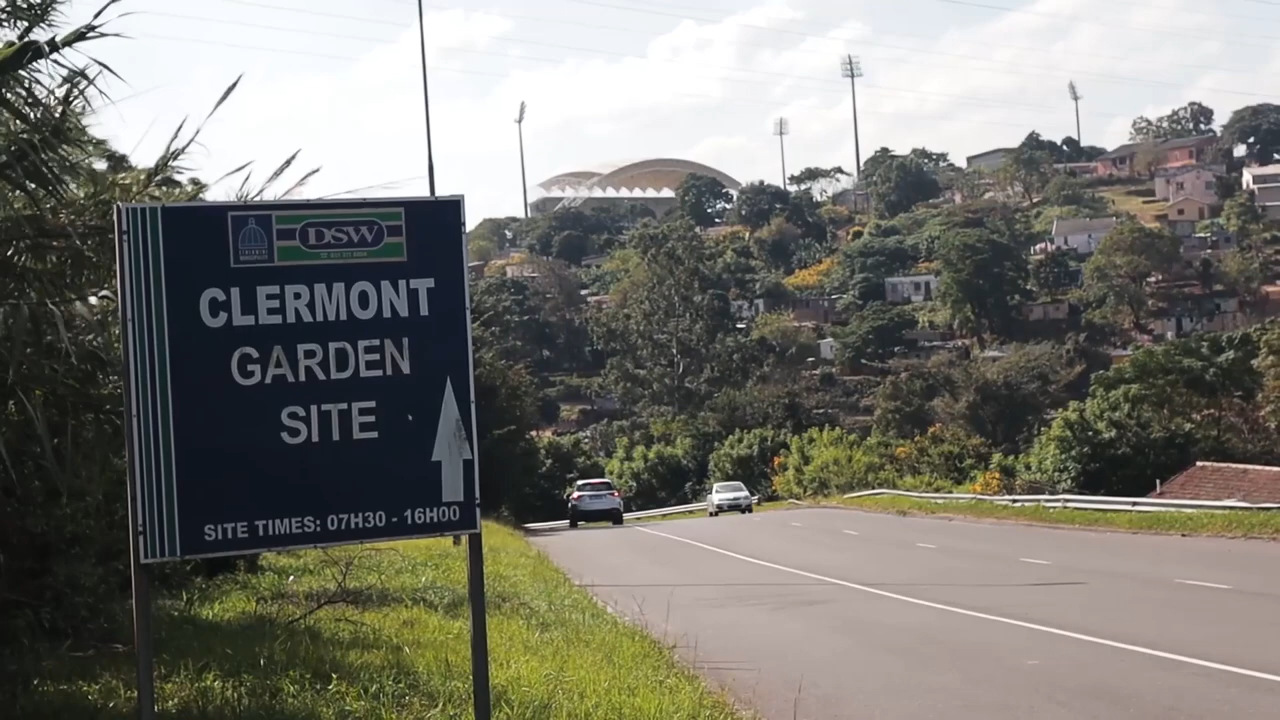 DSW
CLERMONT
GARDEN
SITE
SITE TIMES: 07H30 - 16H00